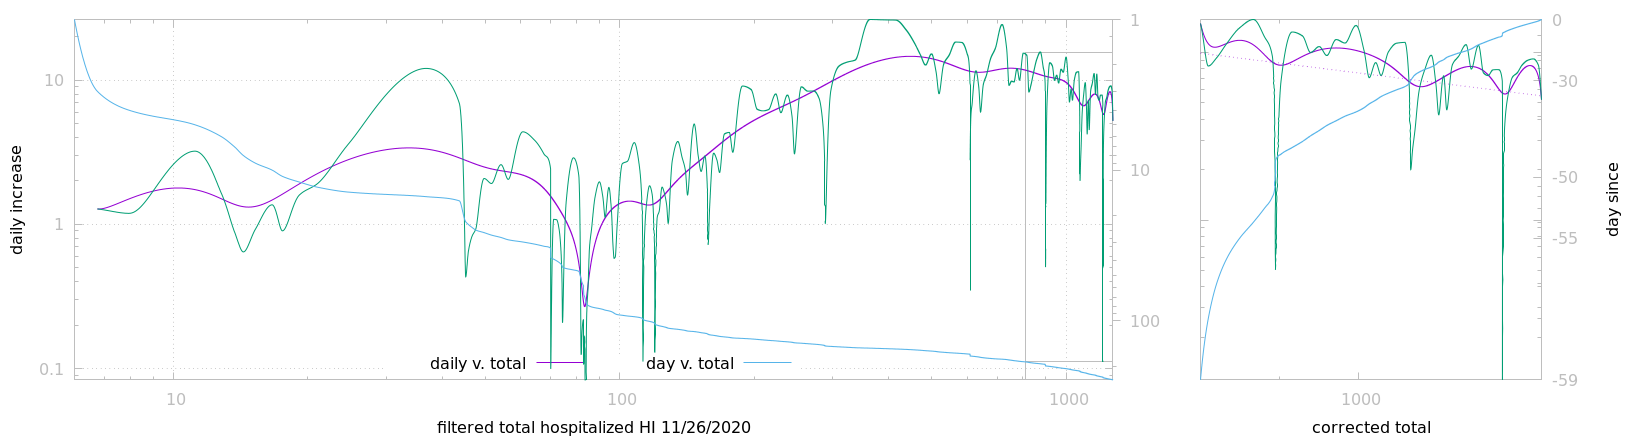 daily increase
10
1
0.1
10
100
1000
filtered total hospitalized HI 11/26/2020
daily v. total
day v. total
1
10
100
1000
corrected total
0
-30
-50
-55
-59
day since